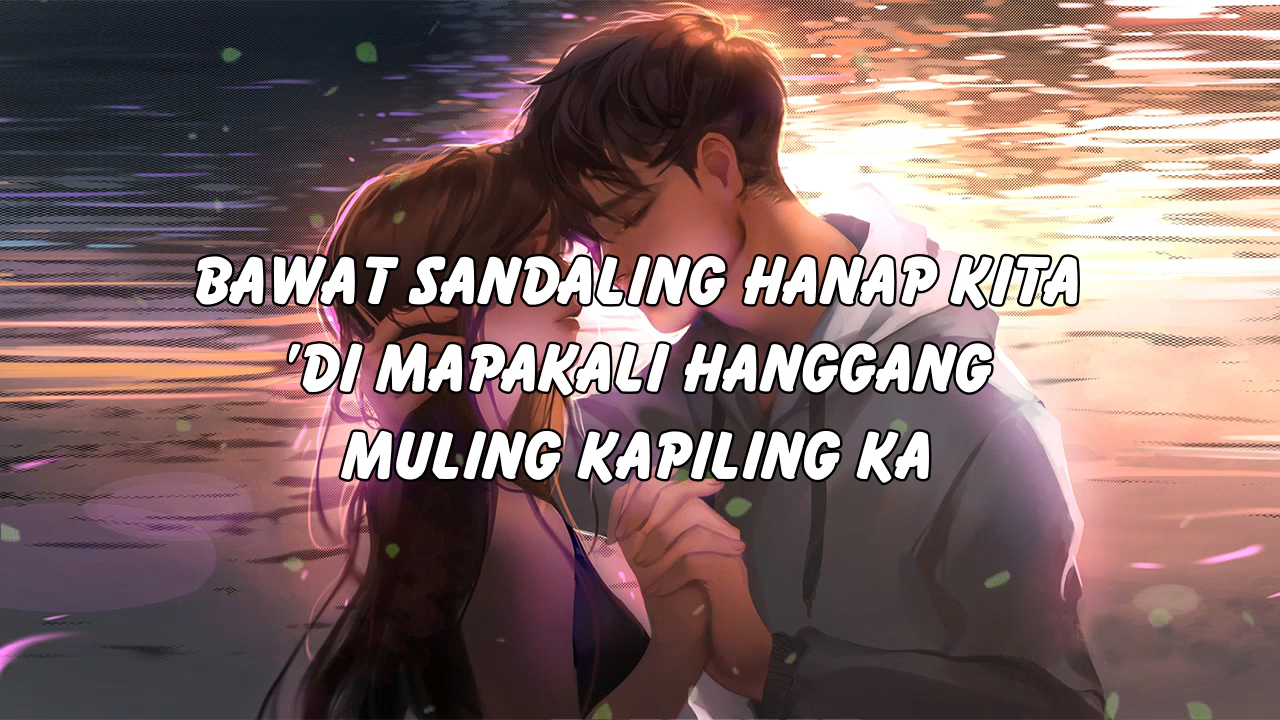 BAWAT SANDALING HANAP KITA
'DI MAPAKALI HANGGANG
MULING KAPILING KA